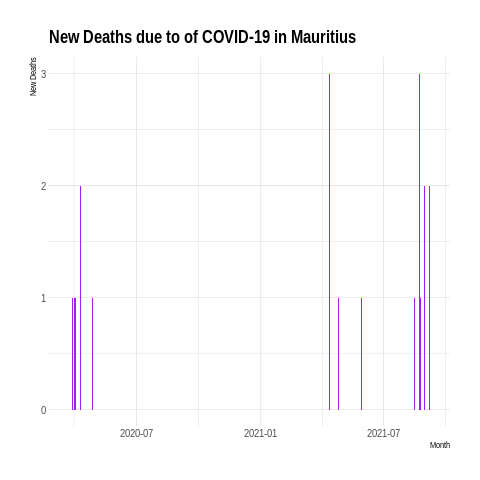 New Deaths due to of COVID-19 in Mauritius
New Deaths
3
2
1
0
2020-07 2021-01 2021-07
Month